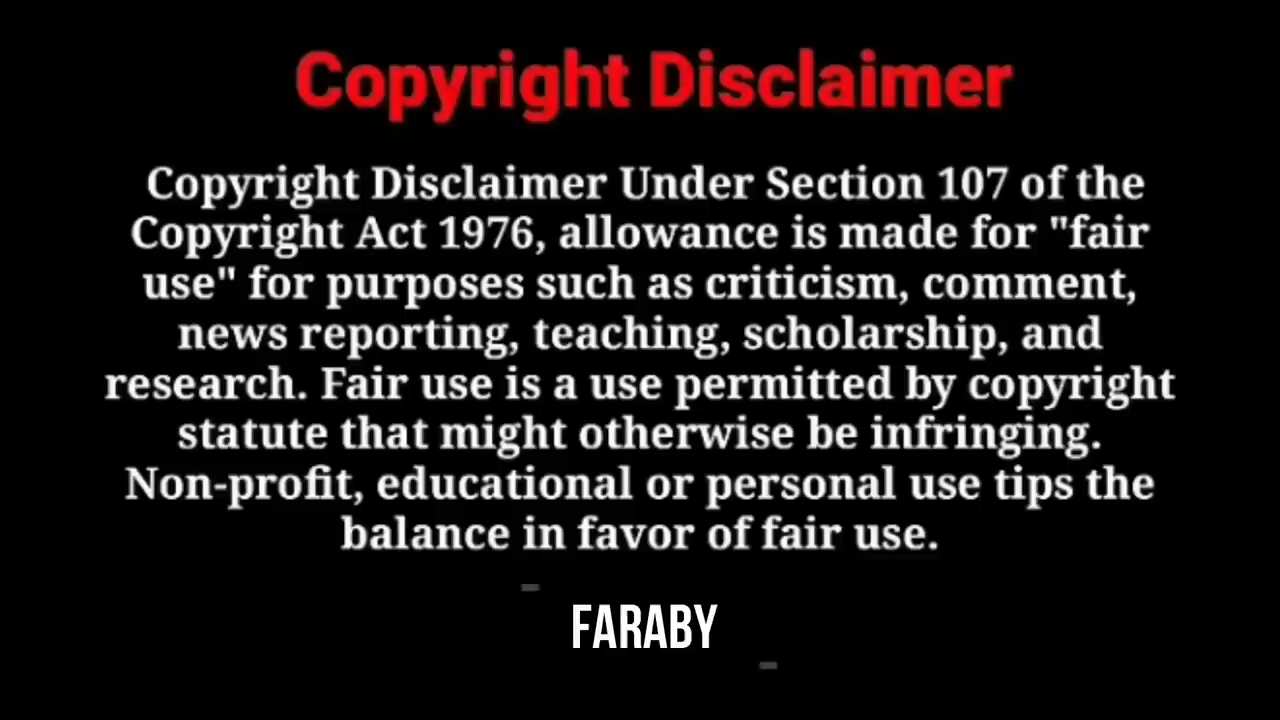 Copyright Disclaimer
Copyright Disclaimer Under Section 107 of the
Copyright Act 1976, allowance is made for "fair
use" for purposes such as criticism, comment,
news reporting, teaching, scholarship, and
research. Fair use is a use permitted by copyright
statute that might otherwise be infringing.
Non-profit, educational or personal use tips the
balance in favor of fair use.
FARABY